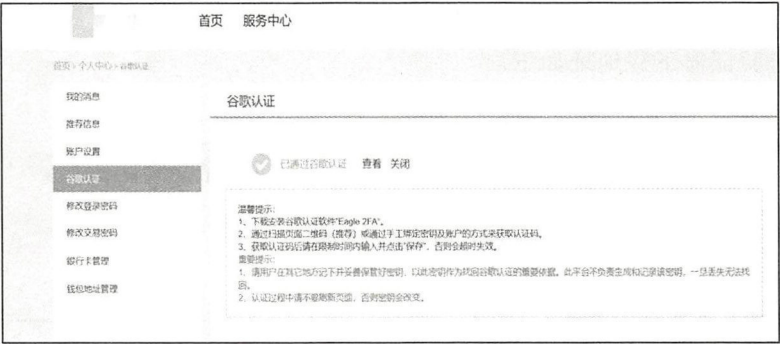 首页 服务中心
首页>个人中心>谷歌认证
我的消息
推荐信息
账户设置
谷歌认证
修改登录密码
修改交易密码
银行卡管理
钱包地址管理
谷歌认证
已通过谷歌认证 查看 关闭
温馨提示:
1、下载安装谷歌认证软件“Eagle 2FA”。
2、通过扫描页面二维码（推荐）或通过手工绑定密钥及账户的方式来获取认证码。
3、获取认证码后请在限制时间内输入并点击“保存”，否则会超时失效。
重要提示:
1、请用户在其它地方记下并妥善保管好密钥，以此密钥作为找回谷歌认证的重要依据。此平台不负责生成和记录该密钥，一旦丢失无法找
回。
2、认证过程中请不要刷新页面，否则密钥会改变。